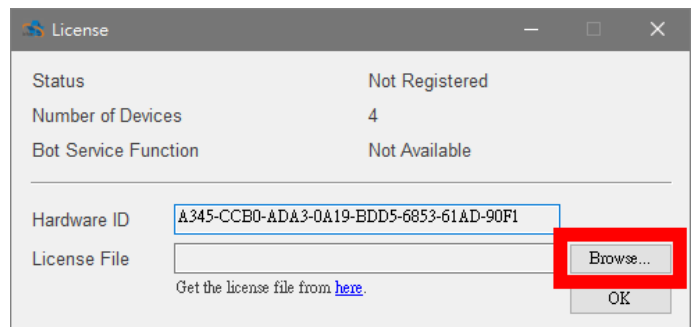 License
Status Not Registered
Number of Devices 4
Bot Service Function Not Available
Hardware ID A345-CCB0-ADA3-0A19-BDD5-6853-61AD-90F1
License File Browse...
Get the license file from here.
OK